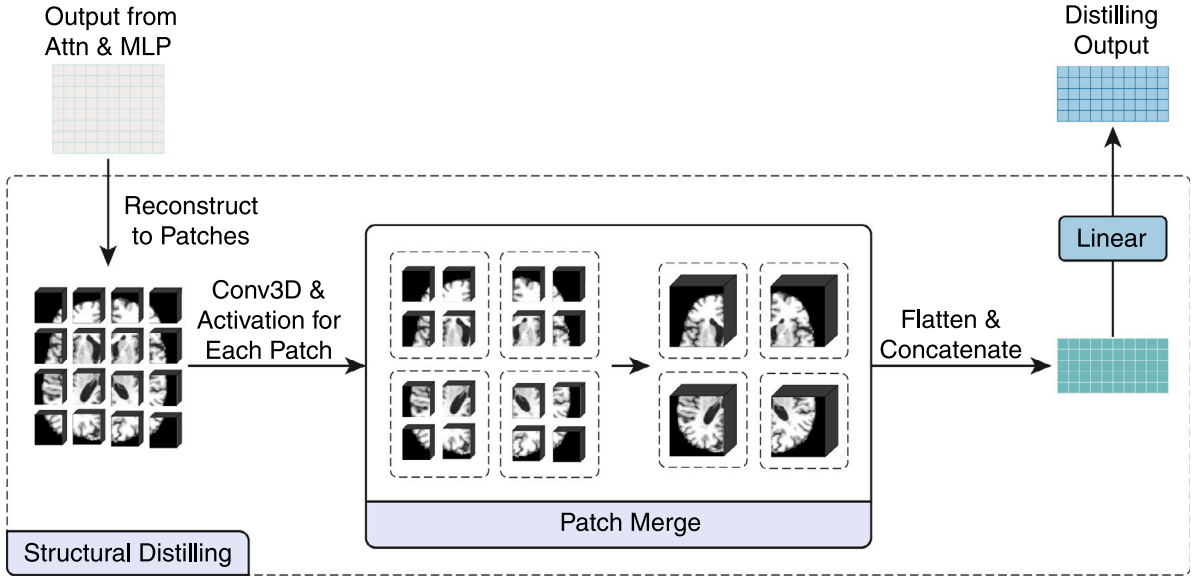 Output from
Attn & MLP
Distilling
Output
Reconstruct
to Patches
Linear
Conv3D &
Activation for
Each Patch
Flatten &
Concatenate
Patch Merge
Structural Distilling